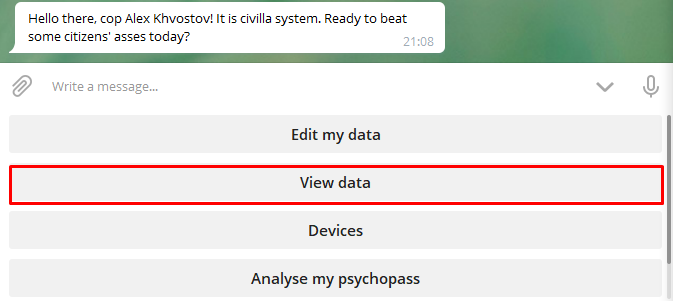 Hello there, cop Alex Khvostov! It is civilla system. Ready to beat
some citizens' asses today?
21:08
Write a message...
Edit my data
View data
Devices
Analyse my psychopass